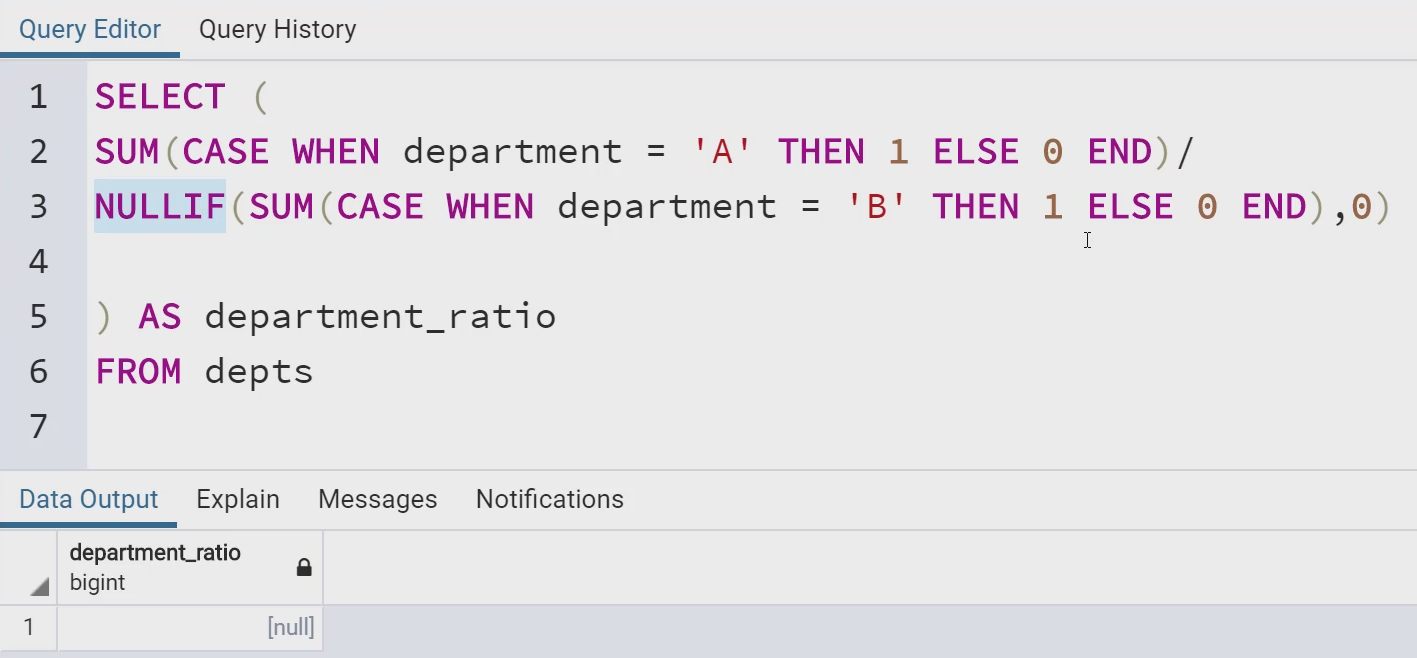 Query Editor Query History
1 SELECT (
2 SUM(CASE WHEN department = 'A' THEN 1 ELSE 0 END)/
3 NULLIF(SUM(CASE WHEN department = 'B' THEN 1 ELSE 0 END),0)
4
5 ) AS department_ratio
6 FROM depts
7
Data Output Explain Messages Notifications
department_ratio
bigint
1 [null]